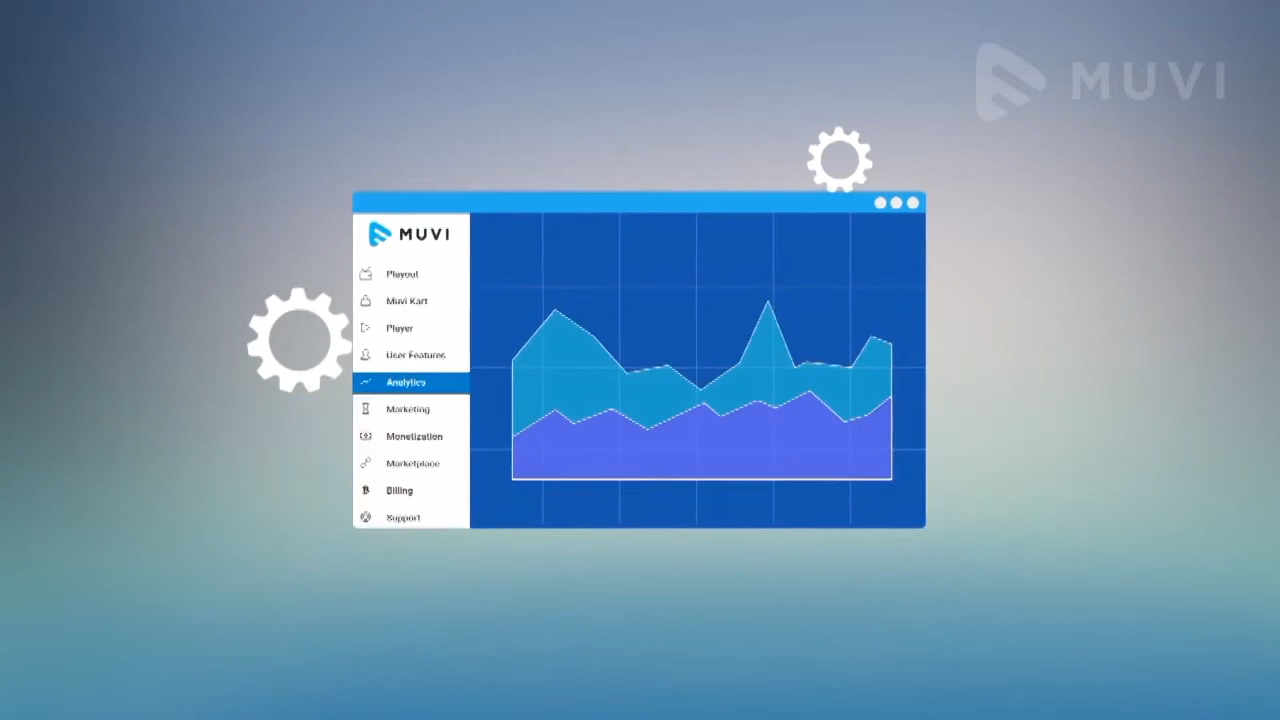 MUVI
MUVI
Playout
Muvi Kart
Player
User Features
Analytics
Marketing
Monetization
Marketplace
Billing
Support